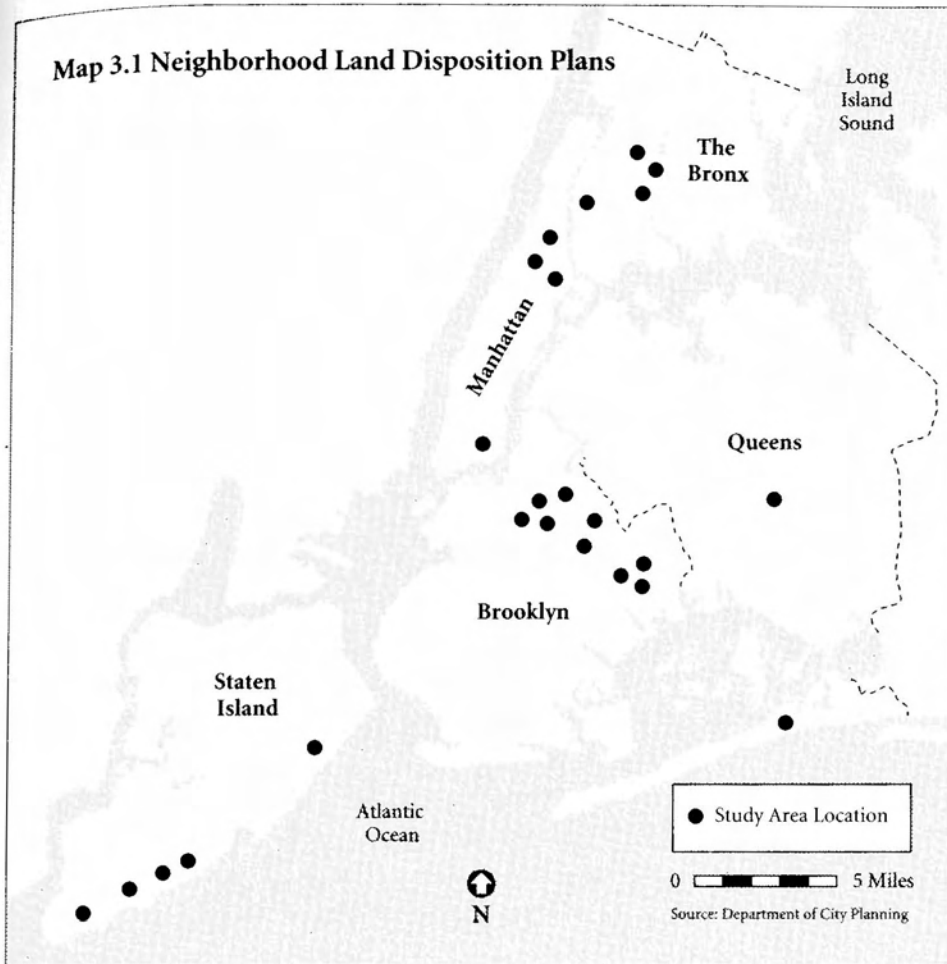 Map 3.1 Neighborhood Land Disposition Plans
Long
Island
Sound
The
Bronx
Manhattan
Queens
Brooklyn
Staten
Island
Atlantic
Ocean
N
Study Area Location
0 5 Miles
Source: Department of City Planning